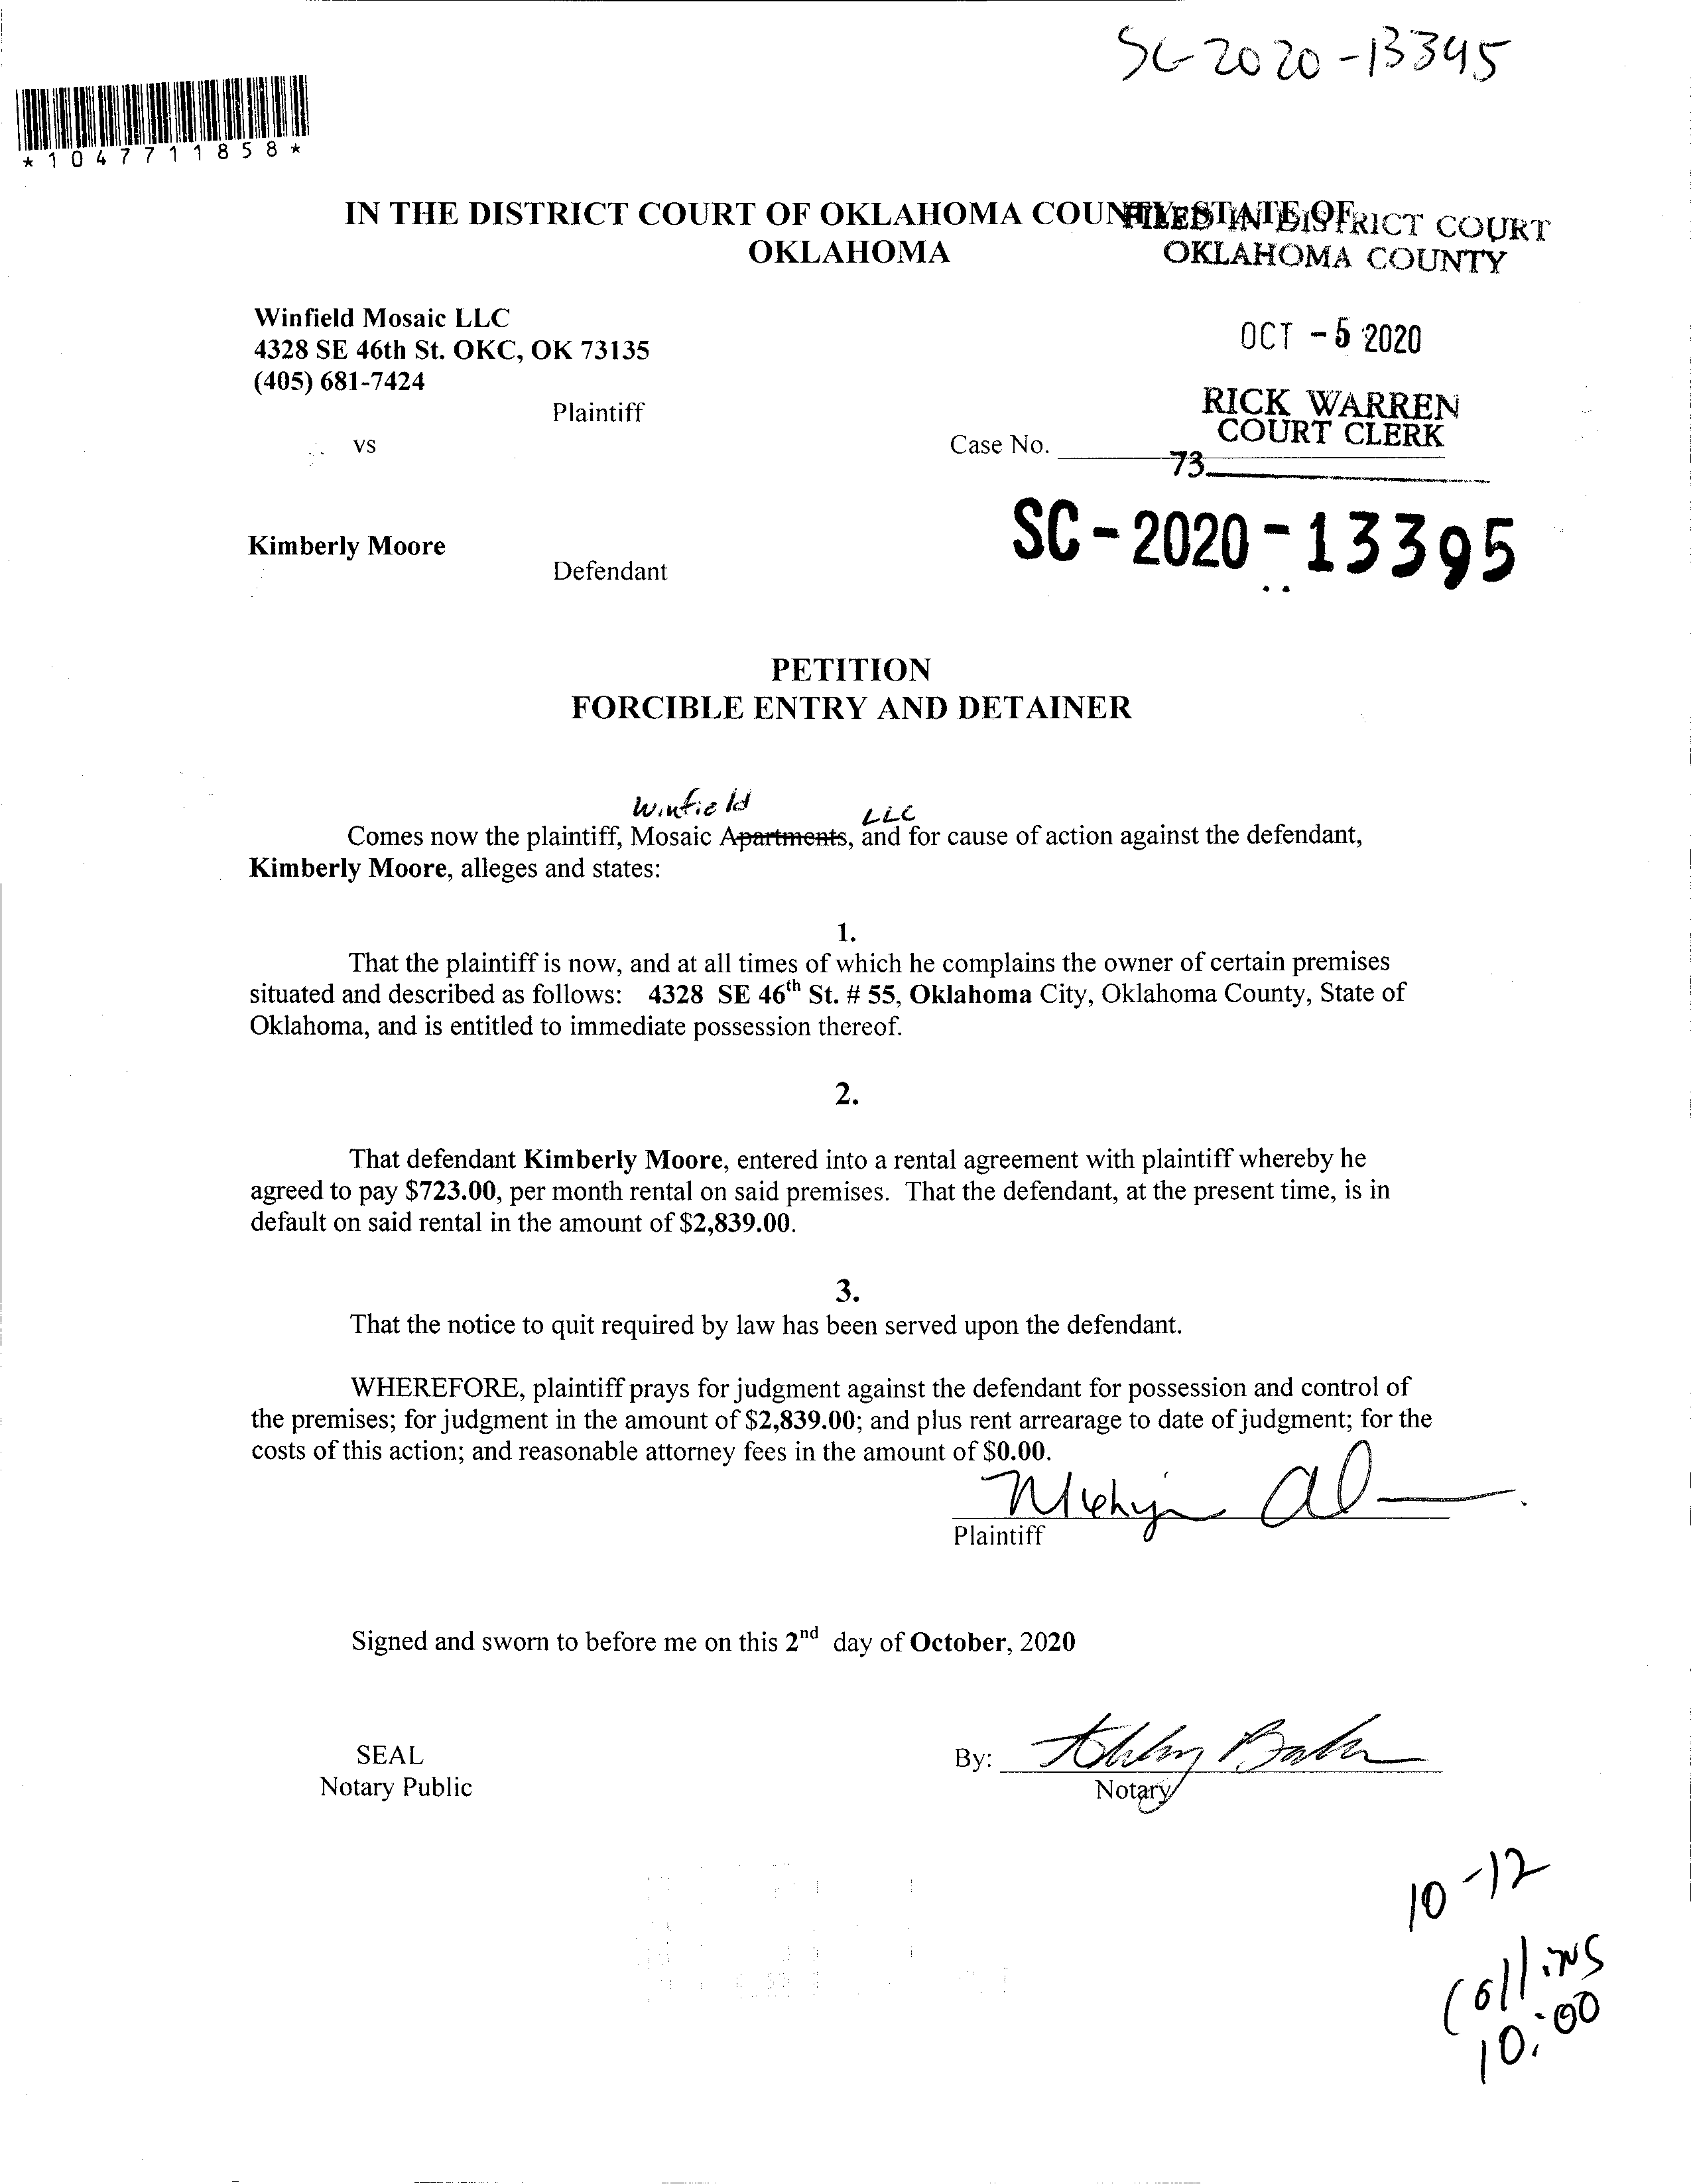 SC-2020-13395
*1047711858*
IN THE DISTRICT COURT OF OKLAHOMA COUNTY STATE OF
OKLAHOMA
FILED IN DISTRICT COURT
OKLAHOMA COUNTY
Winfield Mosaic LLC
4328 SE 46th St. OKC, OK 73135
(405) 681-7424
Plaintiff
OCT -5 2020
RICK WARREN
COURT CLERK
vs
Case No.
73
SC-2020-13395
Kimberly Moore
Defendant
PETITION
FORCIBLE ENTRY AND DETAINER
Winfield LLC
Comes now the plaintiff, Mosaic Apartments, and for cause of action against the defendant,
Kimberly Moore, alleges and states:
1.
That the plaintiff is now, and at all times of which he complains the owner of certain premises
situated and described as follows: 4328 SE 46th St. # 55, Oklahoma City, Oklahoma County, State of
Oklahoma, and is entitled to immediate possession thereof.
2.
That defendant Kimberly Moore, entered into a rental agreement with plaintiff whereby he
agreed to pay $723.00, per month rental on said premises. That the defendant, at the present time, is in
default on said rental in the amount of $2,839.00.
3.
That the notice to quit required by law has been served upon the defendant.
WHEREFORE, plaintiff prays for judgment against the defendant for possession and control of
the premises; for judgment in the amount of $2,839.00; and plus rent arrearage to date of judgment; for the
costs of this action; and reasonable attorney fees in the amount of $0.00.
Plaintiff
Signed and sworn to before me on this 2nd day of October, 2020
SEAL
Notary Public
By:
Notary
10-12
Collins
10:00